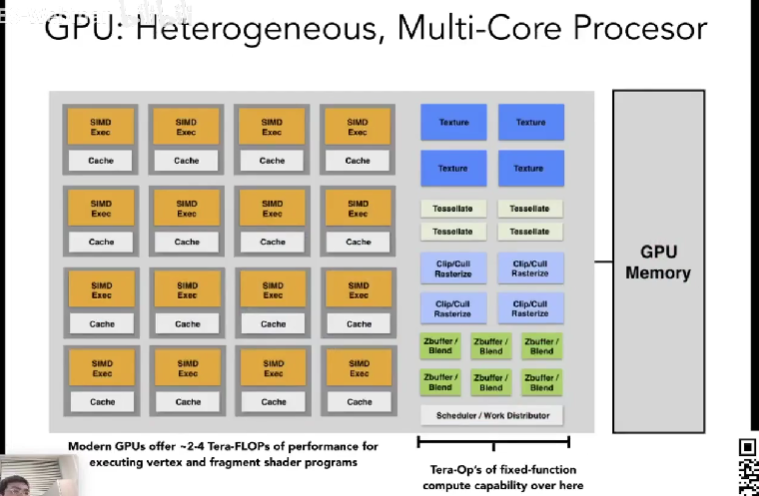 GPU: Heterogeneous, Multi-Core Procesor
SIMD
Exec
Cache
SIMD
Exec
Cache
SIMD
Exec
Cache
SIMD
Exec
Cache
SIMD
Exec
Cache
SIMD
Exec
Cache
SIMD
Exec
Cache
SIMD
Exec
Cache
SIMD
Exec
Cache
SIMD
Exec
Cache
SIMD
Exec
Cache
SIMD
Exec
Cache
SIMD
Exec
Cache
SIMD
Exec
Cache
SIMD
Exec
Cache
SIMD
Exec
Cache
Texture
Texture
Texture
Texture
Tessellate
Tessellate
Tessellate
Tessellate
Clip/Cull
Rasterize
Clip/Cull
Rasterize
Clip/Cull
Rasterize
Clip/Cull
Rasterize
Zbuffer /
Blend
Zbuffer /
Blend
Zbuffer /
Blend
Zbuffer /
Blend
Zbuffer /
Blend
Zbuffer /
Blend
Scheduler / Work Distributor
GPU
Memory
Modern GPUs offer ~2-4 Tera-FLOPs of performance for
executing vertex and fragment shader programs
Tera-Op's of fixed-function
compute capability over here